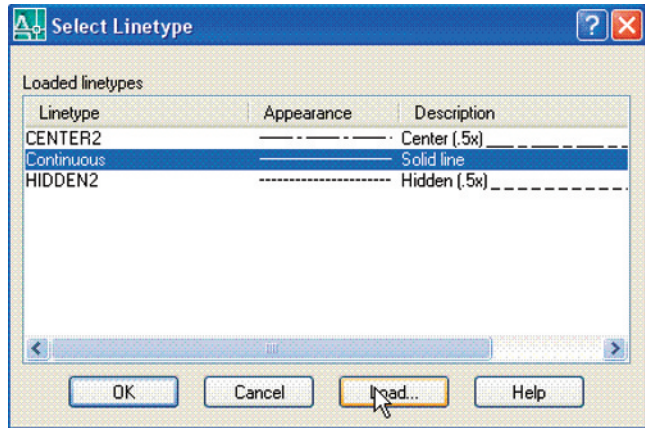 Select Linetype
Loaded linetypes
Linetype Appearance Description
CENTER2 Center (.5x)
Continuous Solid line
HIDDEN2 Hidden (.5x)
OK Cancel Load... Help